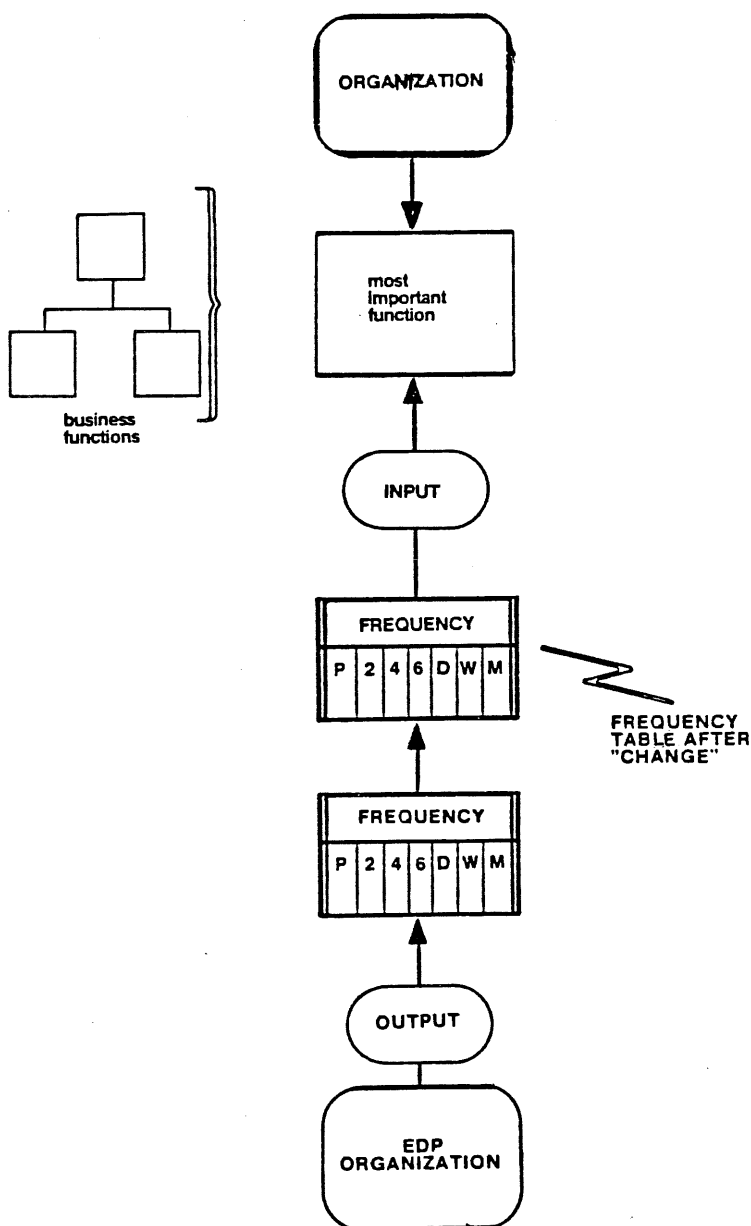 ORGANIZATION
most
important
function
business
functions
INPUT
FREQUENCY
P 2 4 6 D W M
FREQUENCY
TABLE AFTER
"CHANGE"
FREQUENCY
P 2 4 6 D W M
OUTPUT
EDP
ORGANIZATION